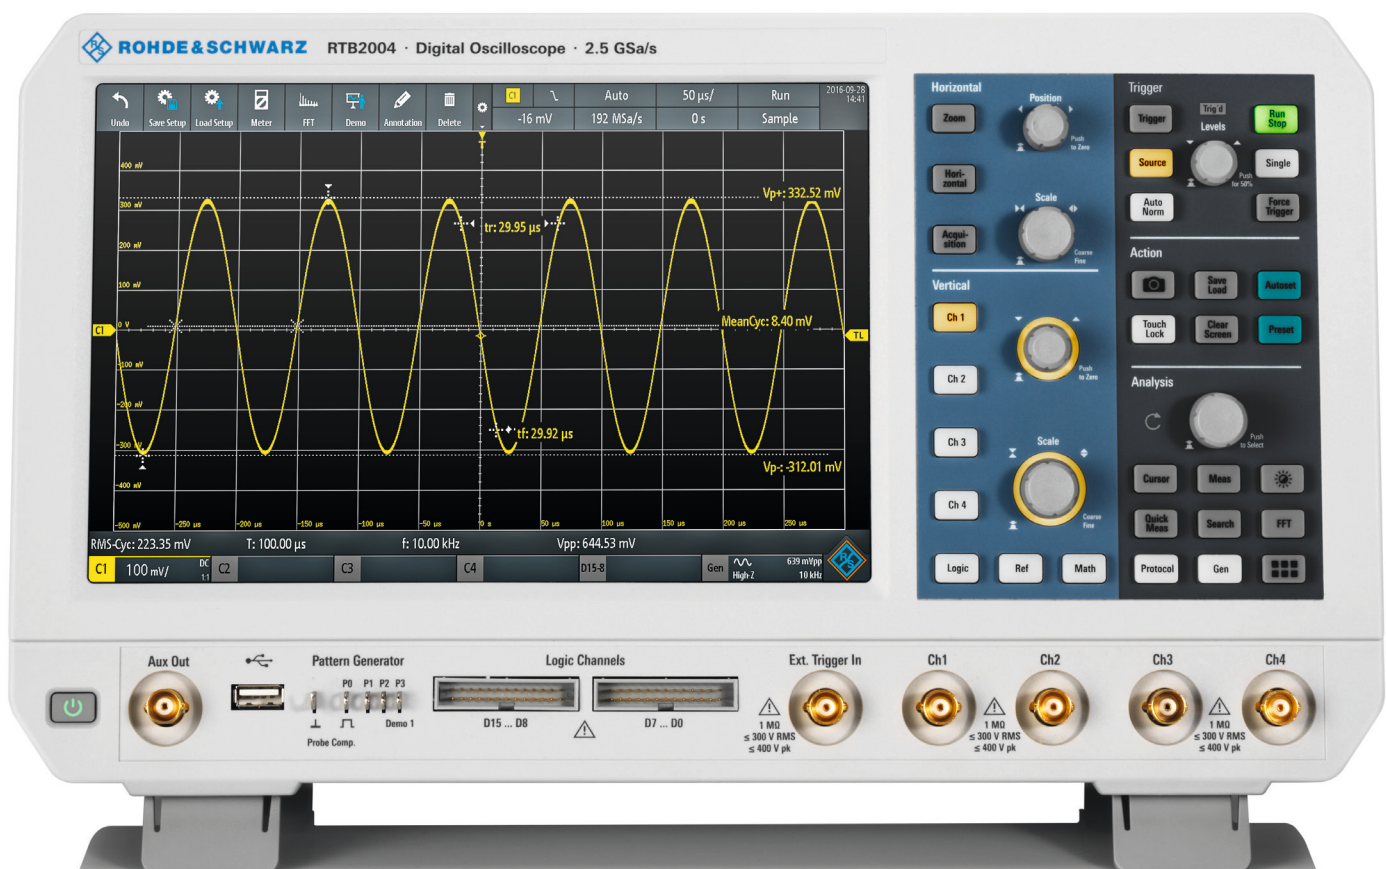 ROHDE&SCHWARZ RTB2004 · Digital Oscilloscope · 2.5 GSa/s
Undo Save Setup Load Setup Meter FFT Demo Annotation Delete
C1 Auto 50 µs/ Run 2016-09-28
-16 mV 192 MSa/s 0 s Sample 14:41
T
400 mV
Vp+: 332.52 mV
300 mV
tr: 29.95 µs
200 mV
100 mV
MeanCyc: 8.40 mV
C1 0 V TL
-100 mV
-200 mV
tf: 29.92 µs
-300 mV
Vp-: -312.01 mV
-400 mV
-500 mV -250 µs -200 µs -150 µs -100 µs -50 µs 0 s 50 µs 100 µs 150 µs 200 µs 250 µs
RMS-Cyc: 223.35 mV T: 100.00 µs f: 10.00 kHz Vpp: 644.53 mV
C1 100 mV/ DC 1:1 C2 C3 C4 D15-8 Gen High-Z 639 mVpp 10 kHz
R&S
Horizontal
Position
Zoom
Push
to Zero
Hori-
zontal
Scale
Acqui-
sition
Coarse
Fine
Vertical
Ch 1
Push
to Zero
Ch 2
Ch 3
Scale
Ch 4
Coarse
Fine
Logic Ref Math
Trigger
Trigger Trig'd Run
Stop
Levels
Source Single
Push
for 50%
Auto
Norm
Force
Trigger
Action
Save
Load
Autoset
Touch
Lock
Clear
Screen
Preset
Analysis
Push
to Select
Cursor Meas
Quick
Meas
Search FFT
Protocol Gen
Aux Out Pattern Generator Logic Channels Ext. Trigger In Ch1 Ch2 Ch3 Ch4
P0 P1 P2 P3
Demo 1
Probe Comp.
D15 ... D8 D7 ... D0
1 MΩ
≤ 300 V RMS
≤ 400 V pk
1 MΩ
≤ 300 V RMS
≤ 400 V pk
1 MΩ
≤ 300 V RMS
≤ 400 V pk